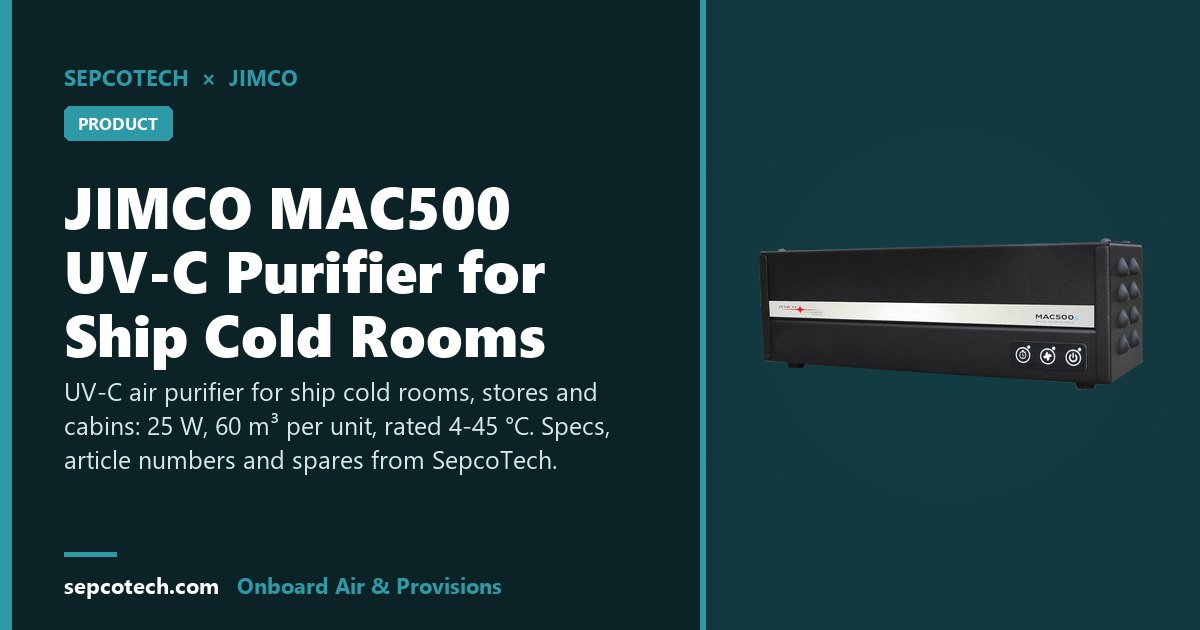 SEPCOTECH × JIMCO
PRODUCT
JIMCO MAC500
UV-C Purifier for
Ship Cold Rooms
UV-C air purifier for ship cold rooms, stores and
cabins: 25 W, 60 m³ per unit, rated 4-45 °C. Specs,
article numbers and spares from SepcoTech.
MAC500
sepcotech.com Onboard Air & Provisions